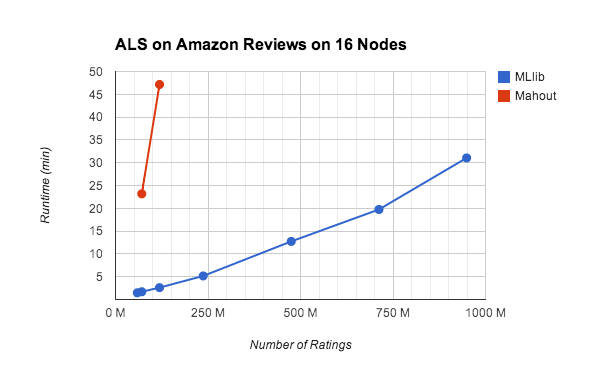 ALS on Amazon Reviews on 16 Nodes
MLlib
Mahout
Runtime (min)
50
45
40
35
30
25
20
15
10
5
0 M 250 M 500 M 750 M 1000 M
Number of Ratings